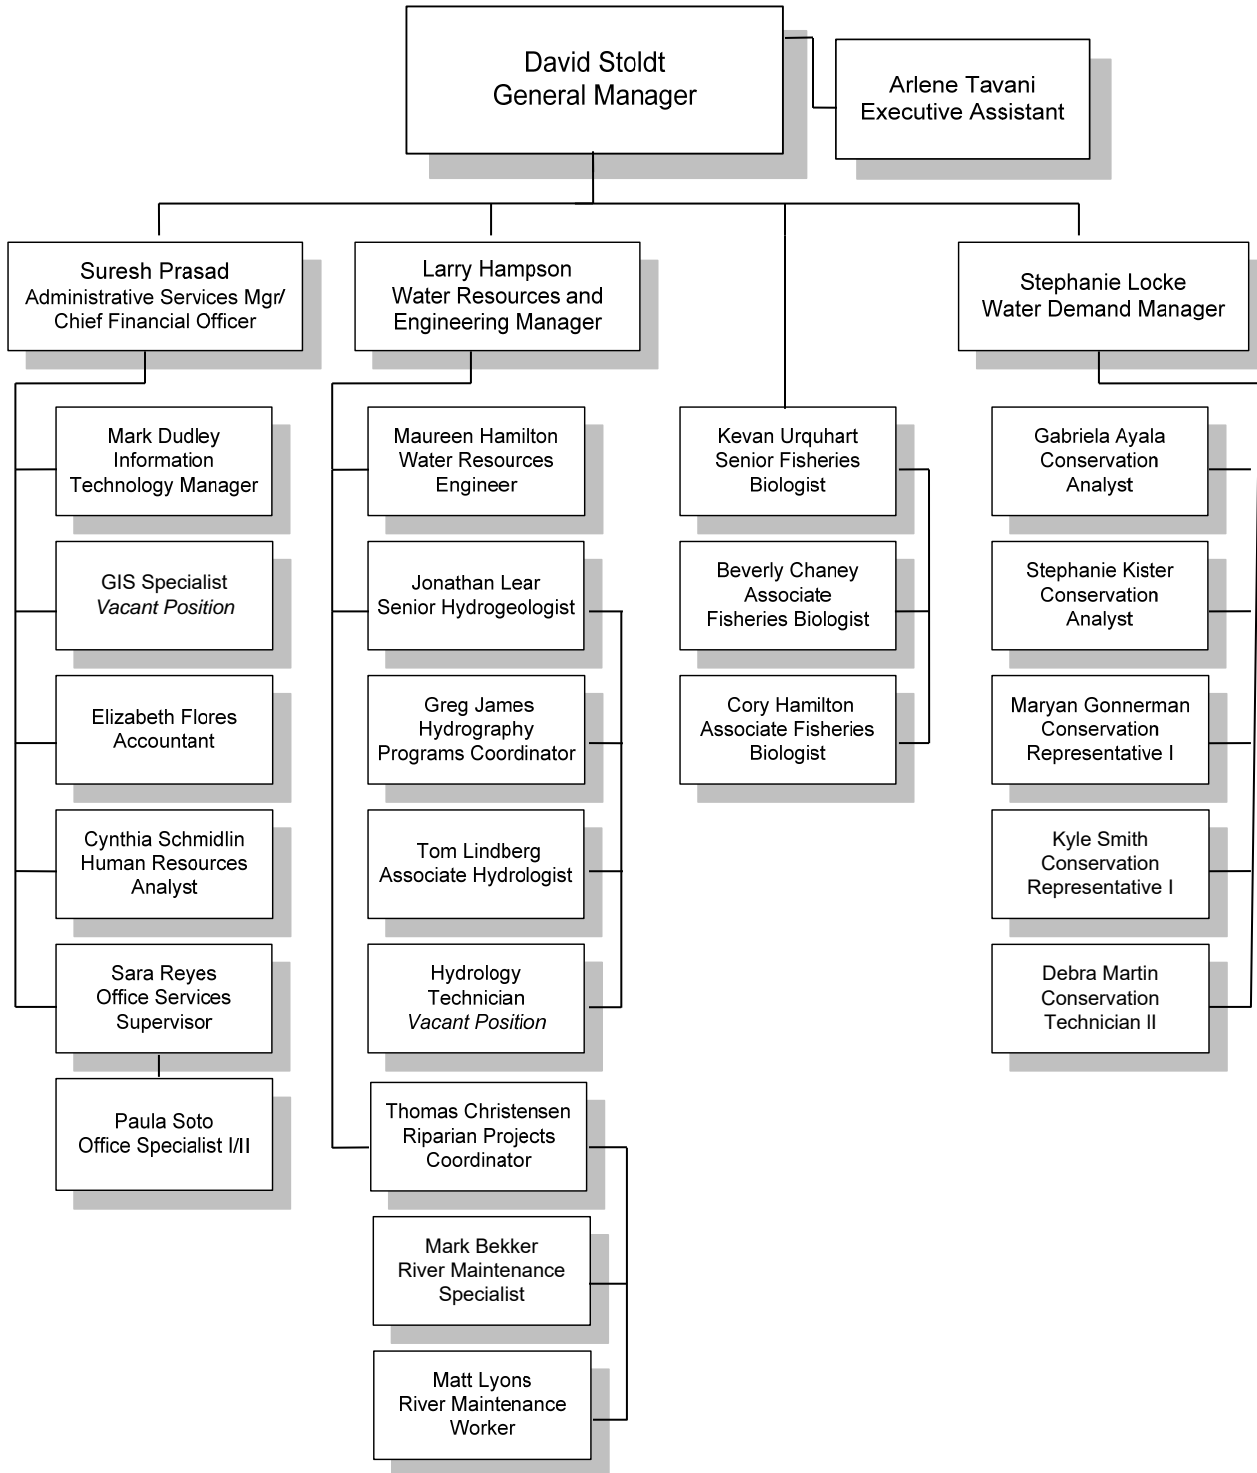 David Stoldt
General Manager
Arlene Tavani
Executive Assistant
Suresh Prasad
Administrative Services Mgr/
Chief Financial Officer
Larry Hampson
Water Resources and
Engineering Manager
Stephanie Locke
Water Demand Manager
Mark Dudley
Information
Technology Manager
GIS Specialist
Vacant Position
Elizabeth Flores
Accountant
Cynthia Schmidlin
Human Resources
Analyst
Sara Reyes
Office Services
Supervisor
Paula Soto
Office Specialist I/II
Maureen Hamilton
Water Resources
Engineer
Jonathan Lear
Senior Hydrogeologist
Greg James
Hydrography
Programs Coordinator
Tom Lindberg
Associate Hydrologist
Hydrology
Technician
Vacant Position
Thomas Christensen
Riparian Projects
Coordinator
Mark Bekker
River Maintenance
Specialist
Matt Lyons
River Maintenance
Worker
Kevan Urquhart
Senior Fisheries
Biologist
Beverly Chaney
Associate
Fisheries Biologist
Cory Hamilton
Associate Fisheries
Biologist
Gabriela Ayala
Conservation
Analyst
Stephanie Kister
Conservation
Analyst
Maryan Gonnerman
Conservation
Representative I
Kyle Smith
Conservation
Representative I
Debra Martin
Conservation
Technician II